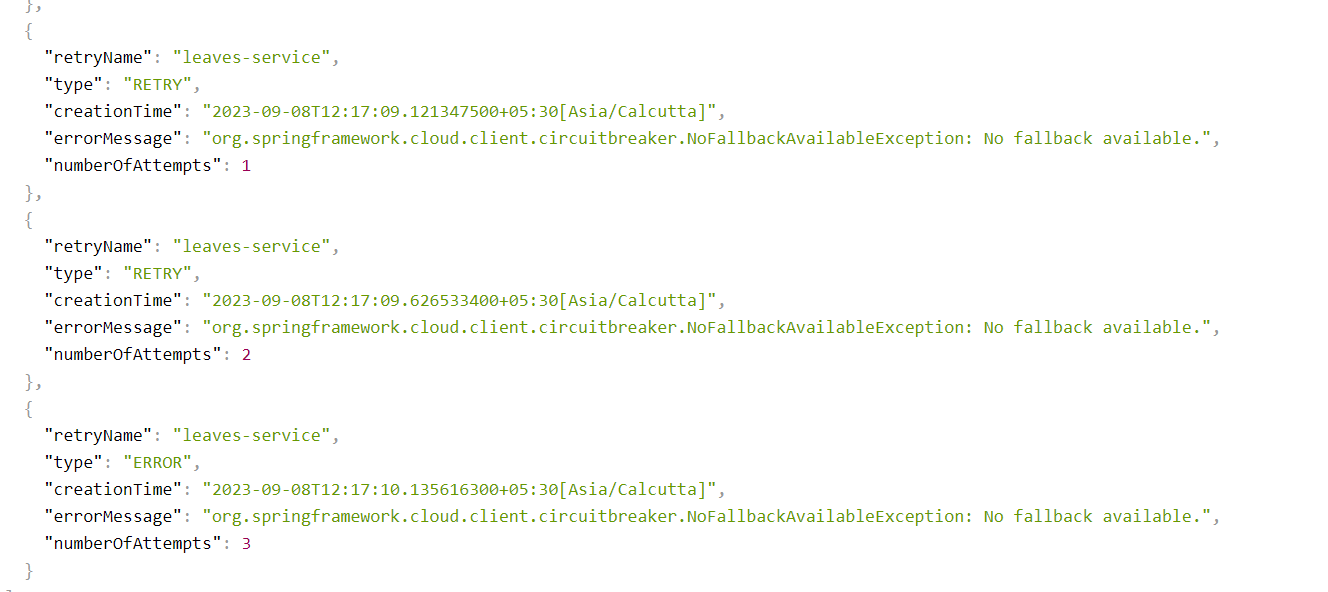 },
{
"retryName": "leaves-service",
"type": "RETRY",
"creationTime": "2023-09-08T12:17:09.121347500+05:30[Asia/Calcutta]",
"errorMessage": "org.springframework.cloud.client.circuitbreaker.NoFallbackAvailableException: No fallback available.",
"numberOfAttempts": 1
},
{
"retryName": "leaves-service",
"type": "RETRY",
"creationTime": "2023-09-08T12:17:09.626533400+05:30[Asia/Calcutta]",
"errorMessage": "org.springframework.cloud.client.circuitbreaker.NoFallbackAvailableException: No fallback available.",
"numberOfAttempts": 2
},
{
"retryName": "leaves-service",
"type": "ERROR",
"creationTime": "2023-09-08T12:17:10.135616300+05:30[Asia/Calcutta]",
"errorMessage": "org.springframework.cloud.client.circuitbreaker.NoFallbackAvailableException: No fallback available.",
"numberOfAttempts": 3
}